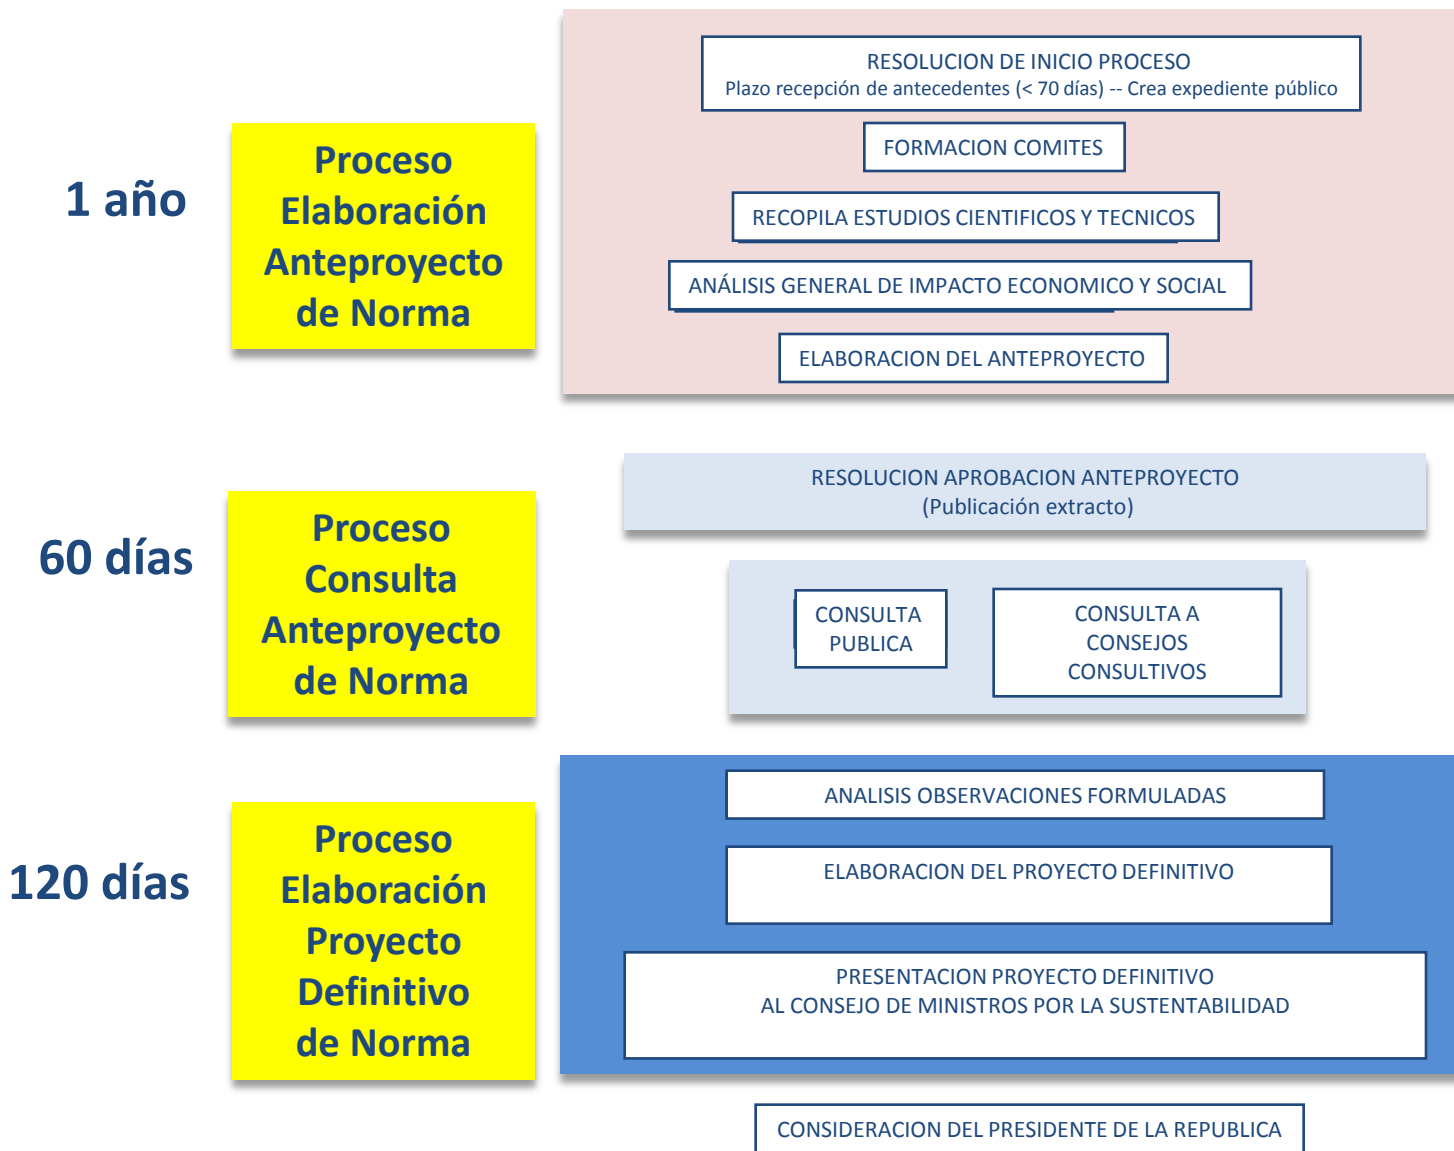 1 año
Proceso
Elaboración
Anteproyecto
de Norma
RESOLUCION DE INICIO PROCESO
Plazo recepción de antecedentes (< 70 días) -- Crea expediente público
FORMACION COMITES
RECOPILA ESTUDIOS CIENTIFICOS Y TECNICOS
ANÁLISIS GENERAL DE IMPACTO ECONOMICO Y SOCIAL
ELABORACION DEL ANTEPROYECTO
60 días
Proceso
Consulta
Anteproyecto
de Norma
RESOLUCION APROBACION ANTEPROYECTO
(Publicación extracto)
CONSULTA
PUBLICA
CONSULTA A
CONSEJOS
CONSULTIVOS
120 días
Proceso
Elaboración
Proyecto
Definitivo
de Norma
ANALISIS OBSERVACIONES FORMULADAS
ELABORACION DEL PROYECTO DEFINITIVO
PRESENTACION PROYECTO DEFINITIVO
AL CONSEJO DE MINISTROS POR LA SUSTENTABILIDAD
CONSIDERACION DEL PRESIDENTE DE LA REPUBLICA